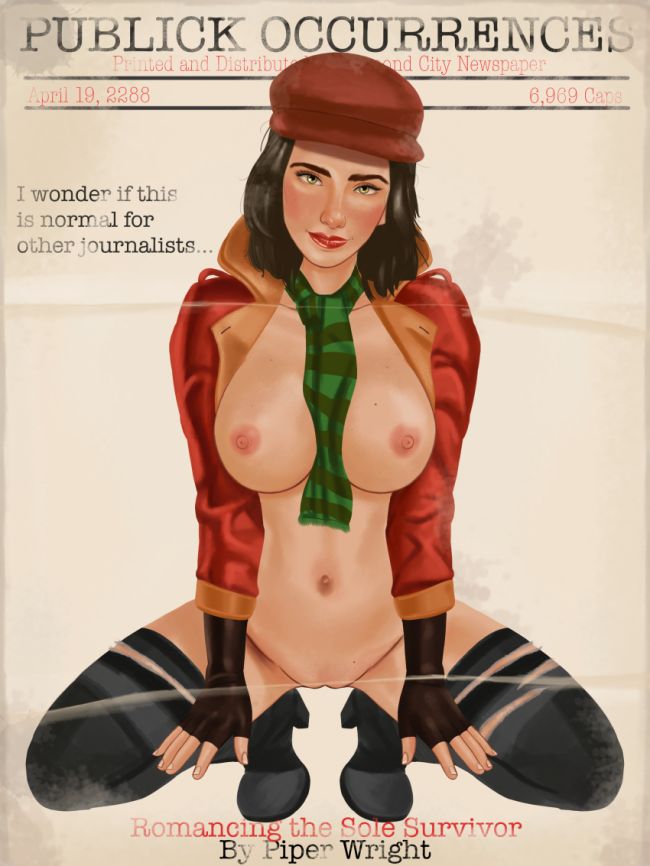 PUBLICK OCCURRENCES
Printed and Distribute ond City Newspaper
April 19, 2288
6,969 Caps
I wonder if this
is normal for
other journalists...
Romancing the Sole Survivor
By Piper Wright